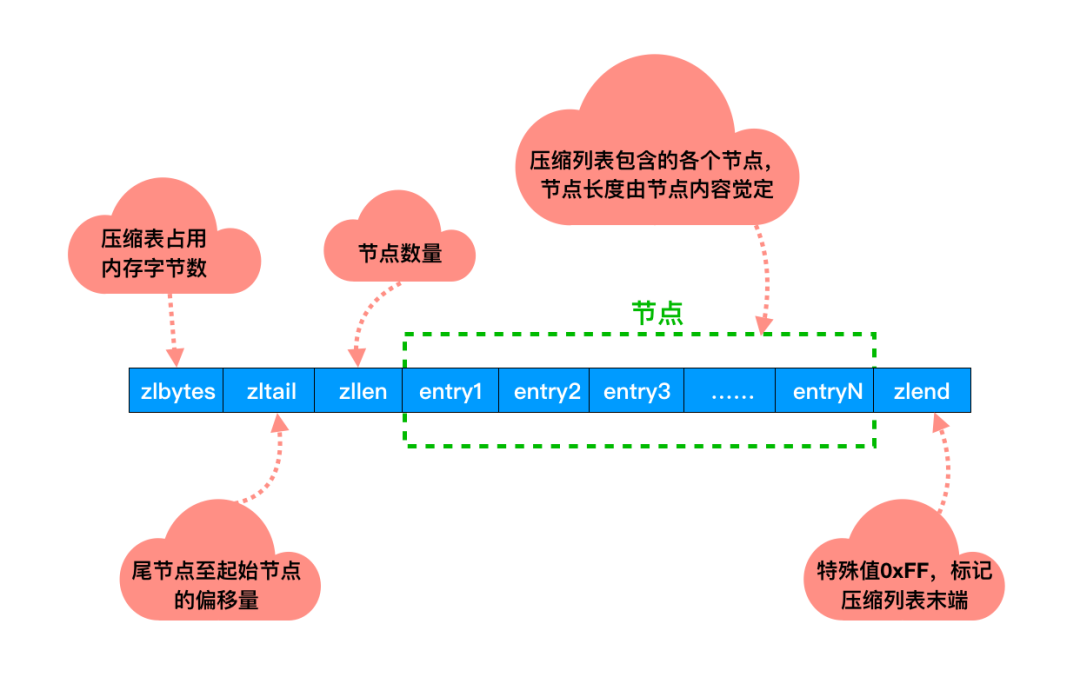 压缩列表包含的各个节点，
节点长度由节点内容觉定
压缩表占用
内存字节数
节点数量
节点
zlbytes
zltail
zllen
entry1
entry2
entry3
......
entryN
zlend
尾节点至起始节点
的偏移量
特殊值0xFF，标记
压缩列表末端